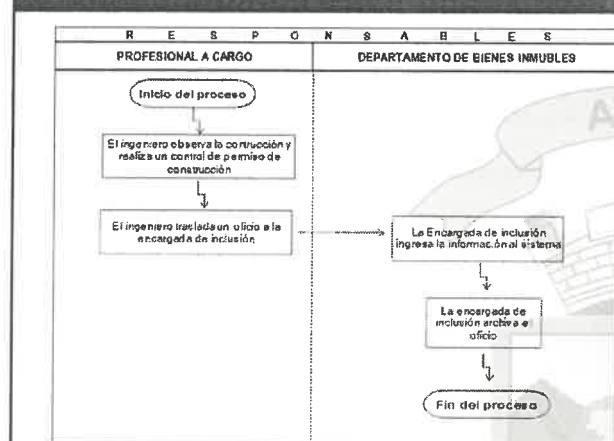 R E S P O N S A B L E S
PROFESIONAL A CARGO
DEPARTAMENTO DE BIENES INMUBLES
Inicio del proceso
El ingeniero observa la contrucción y
realiza un control de permiso de
construcción
El ingeniero traslada un oficio a la
encargada de inclusión
La Encargada de inclusión
ingresa la información al sistema
La encargada de
inclusión archiva e
oficio
Fin del proceso
A